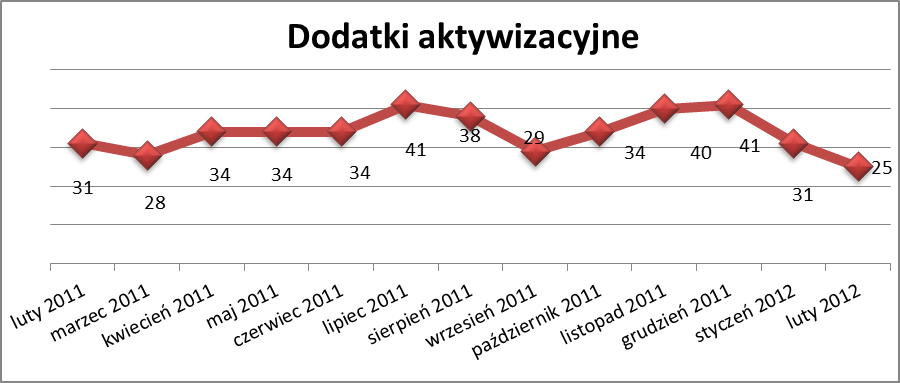 Dodatki aktywizacyjne
31
28
34
34
34
41
38
29
34
40
41
31
25
luty 2011
marzec 2011
kwiecień 2011
maj 2011
czerwiec 2011
lipiec 2011
sierpień 2011
wrzesień 2011
październik 2011
listopad 2011
grudzień 2011
styczeń 2012
luty 2012